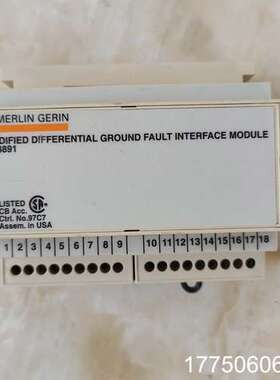 MERLIN GERIN
DIFIED DIFFERENTIAL GROUND FAULT INTERFACE MODULE
891
LISTED
CB Acc.
Ctrl. No.97C7
Assem. in USA
1 2 3 4 5 6 7 8 9 10 11 12 13 14 15 16 17 18
17750606